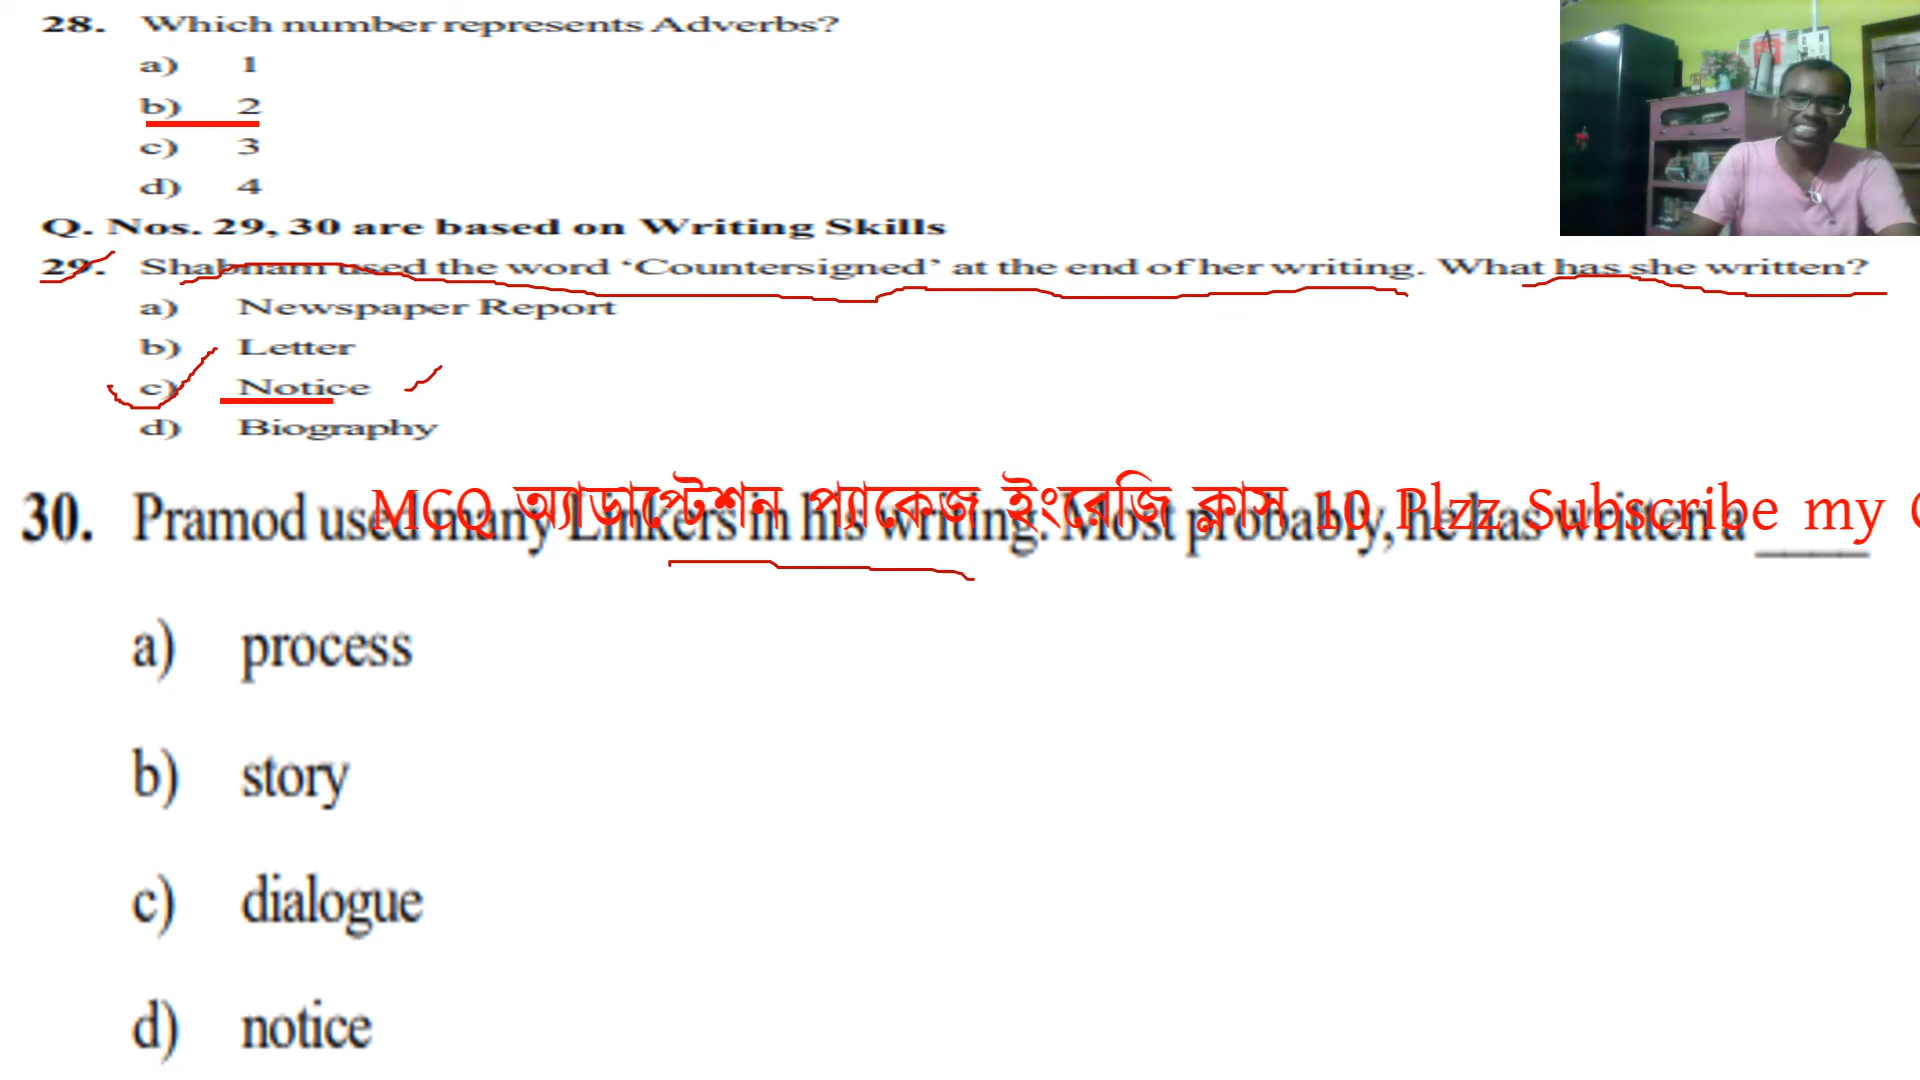 28. Which number represents Adverbs?
a) 1
b) 2
c) 3
d) 4
Q. Nos. 29, 30 are based on Writing Skills
29. Shabnam used the word ‘Countersigned’ at the end of her writing. What has she written?
a) Newspaper Report
b) Letter
c) Notice
d) Biography
MCQ অ্যাডাপ্টেশন প্যাকেজ ইংরেজি ক্লাস 10 Plzz Subscribe my
30. Pramod used many Linkers in his writing. Most probably, he has written a ____
a) process
b) story
c) dialogue
d) notice